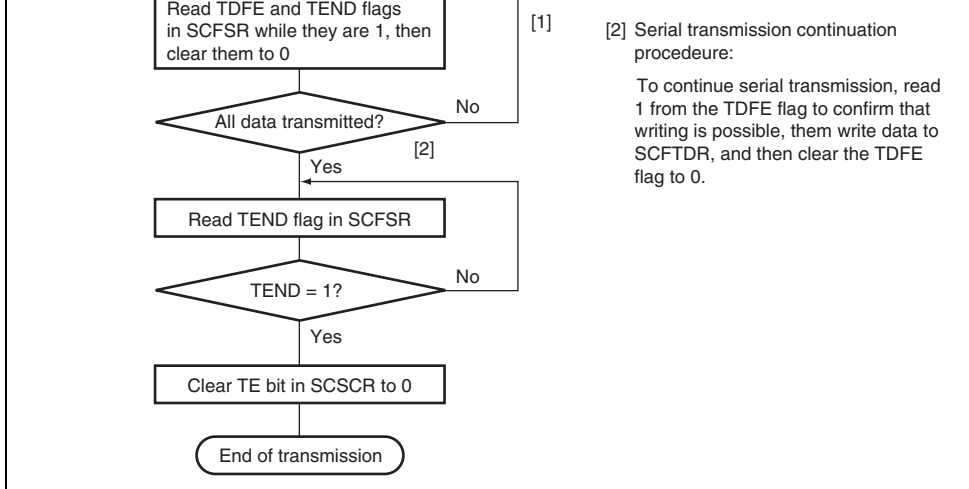 Read TDFE and TEND flags
in SCFSR while they are 1, then
clear them to 0
[1]
All data transmitted?
No
[2]
Yes
Read TEND flag in SCFSR
TEND = 1?
No
Yes
Clear TE bit in SCSCR to 0
End of transmission
[2] Serial transmission continuation
procedeure:
To continue serial transmission, read
1 from the TDFE flag to confirm that
writing is possible, them write data to
SCFTDR, and then clear the TDFE
flag to 0.